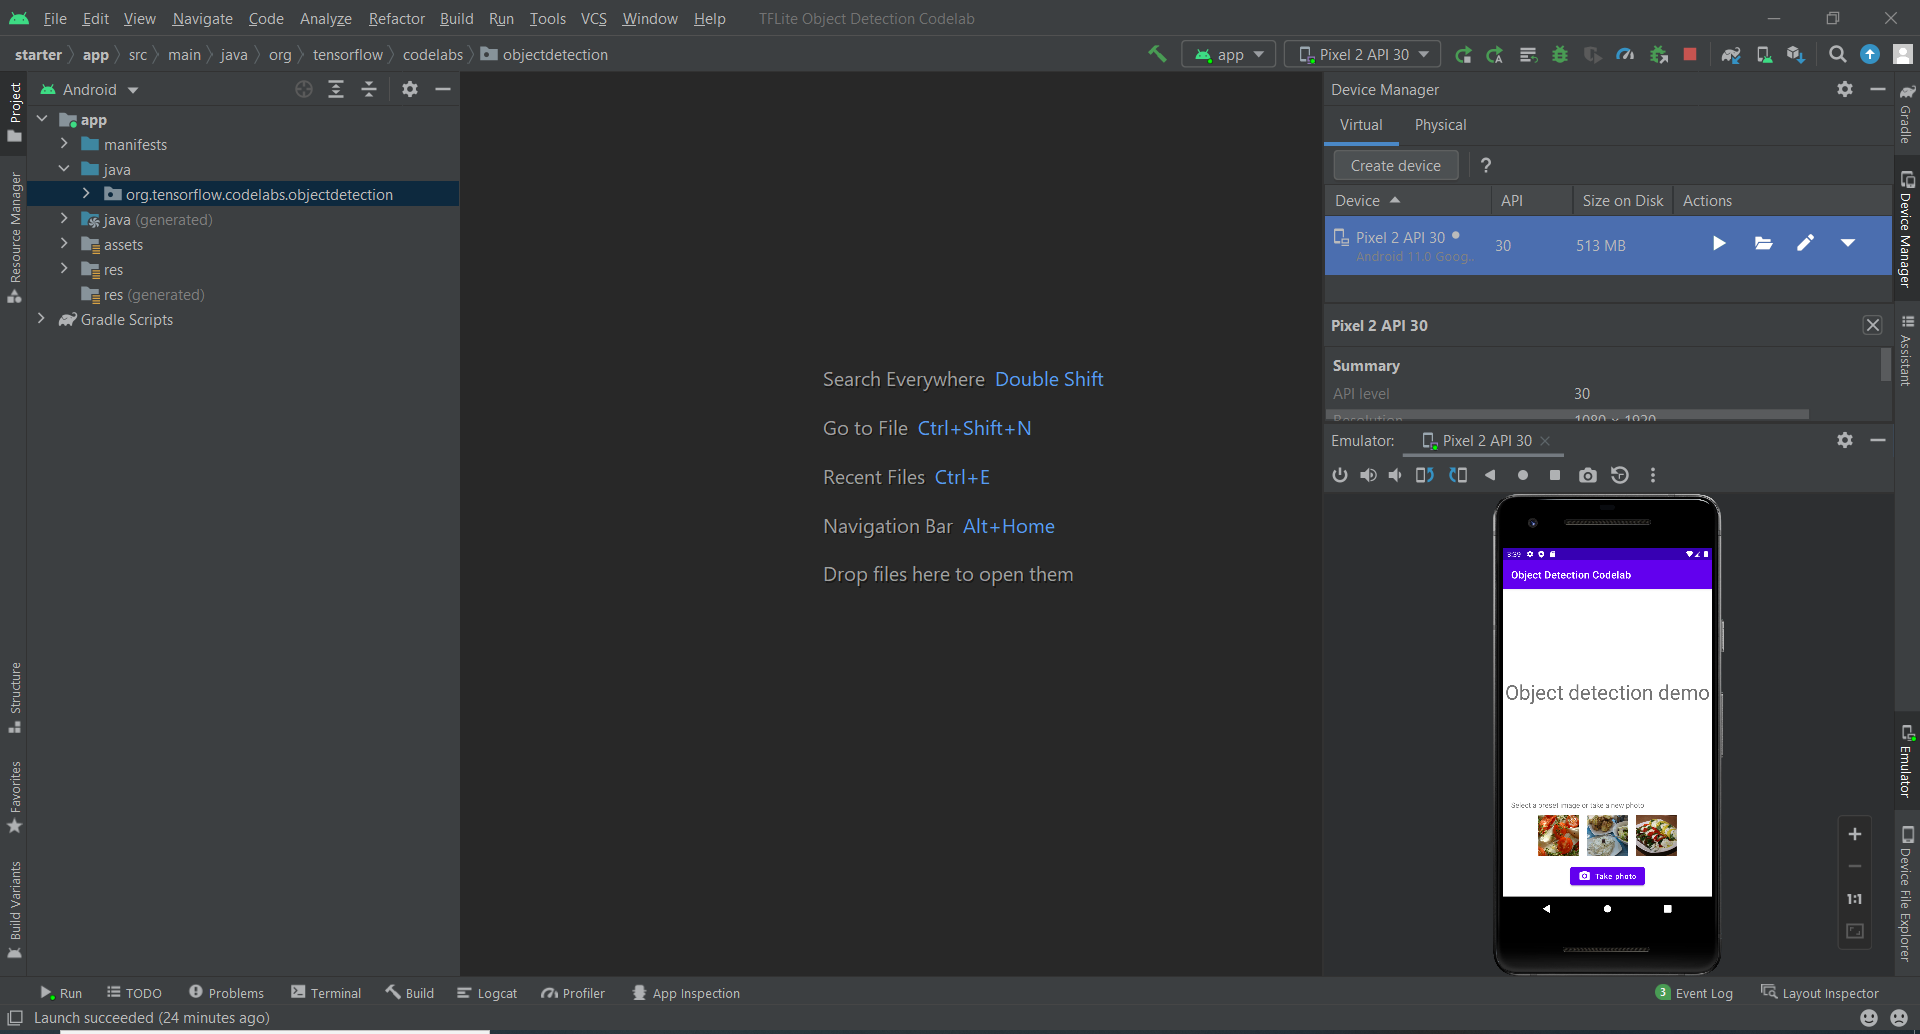 File Edit View Navigate Code Analyze Refactor Build Run Tools VCS Window Help TFLite Object Detection Codelab
starter app src main java org tensorflow codelabs objectdetection app Pixel 2 API 30
Project
Resource Manager
Structure
Favorites
Build Variants
Android
app
manifests
java
org.tensorflow.codelabs.objectdetection
java (generated)
assets
res
res (generated)
Gradle Scripts
Search Everywhere Double Shift
Go to File Ctrl+Shift+N
Recent Files Ctrl+E
Navigation Bar Alt+Home
Drop files here to open them
Device Manager
Virtual Physical
Create device ?
Device API Size on Disk Actions
Pixel 2 API 30 30 513 MB
Android 11.0 Goog..
Pixel 2 API 30
Summary
API level 30
Resolution 1080 × 1920
Emulator: Pixel 2 API 30
3:39
Object Detection Codelab
Object detection demo
Select a preset image or take a new photo
Take photo
1:1
Gradle
Device Manager
Assistant
Emulator
Device File Explorer
Run TODO Problems Terminal Build Logcat Profiler App Inspection 3 Event Log Layout Inspector
Launch succeeded (24 minutes ago)